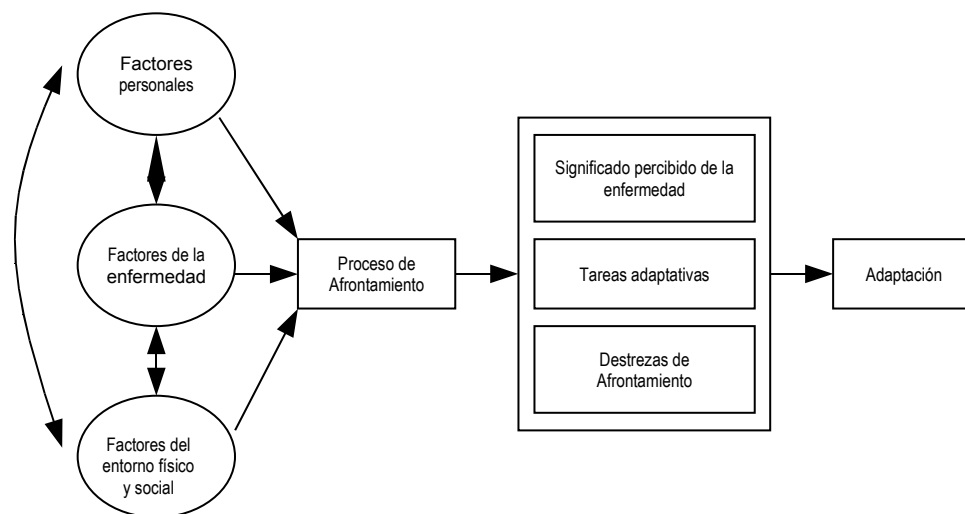 Factores
personales
Factores de la
enfermedad
Factores del
entorno físico
y social
Proceso de
Afrontamiento
Significado percibido de la
enfermedad
Tareas adaptativas
Destrezas de
Afrontamiento
Adaptación